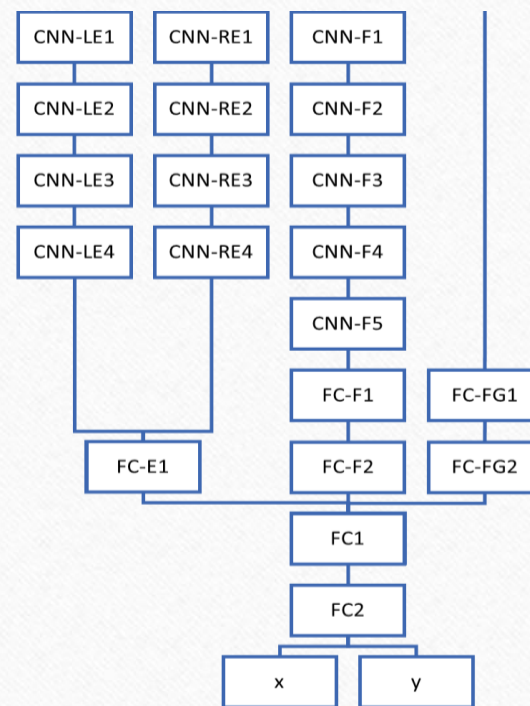 CNN-LE1 CNN-RE1 CNN-F1
CNN-LE2 CNN-RE2 CNN-F2
CNN-LE3 CNN-RE3 CNN-F3
CNN-LE4 CNN-RE4 CNN-F4
CNN-F5
FC-F1 FC-FG1
FC-E1 FC-F2 FC-FG2
FC1
FC2
x y